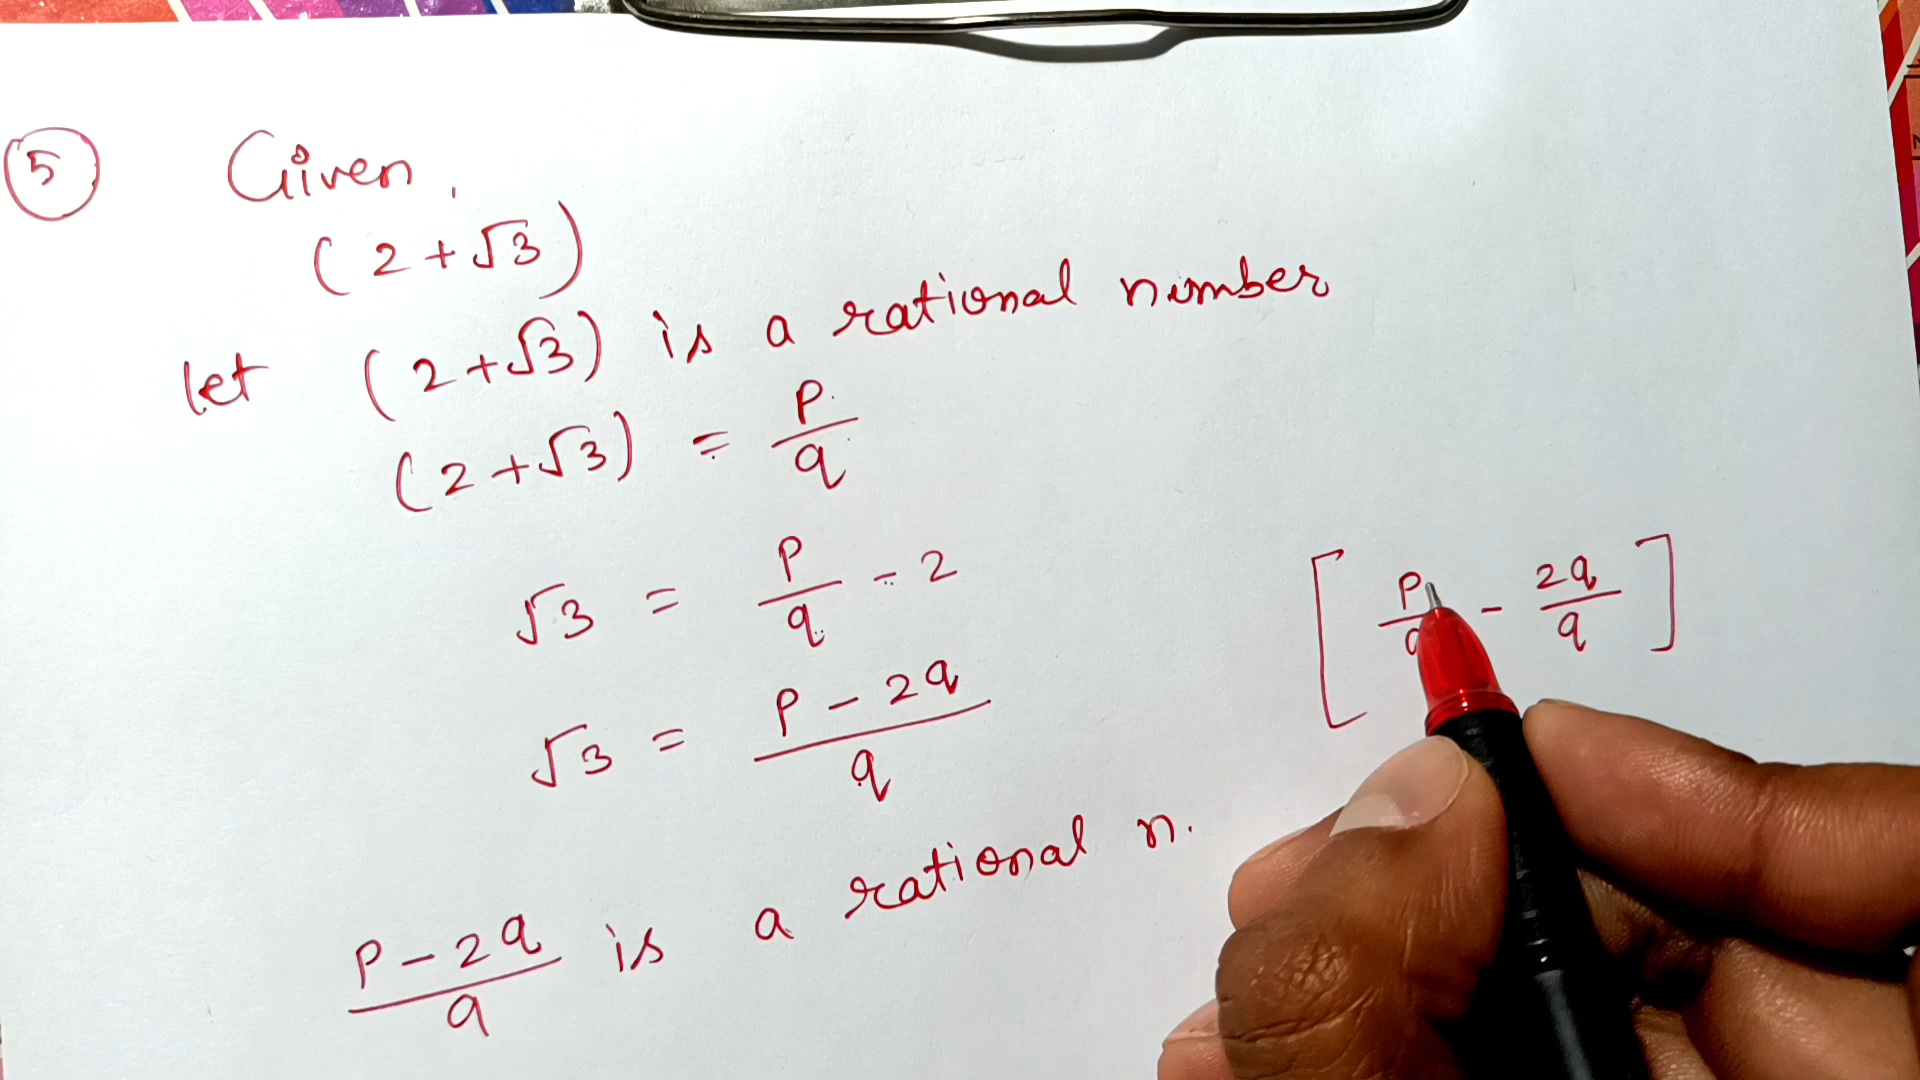 5 Given,
(2+√3)
let (2+√3) is a rational number
(2+√3) = p/q
√3 = p/q - 2
√3 = p-2q/q [p/q - 2q/q]
p-2q/q is a rational n.